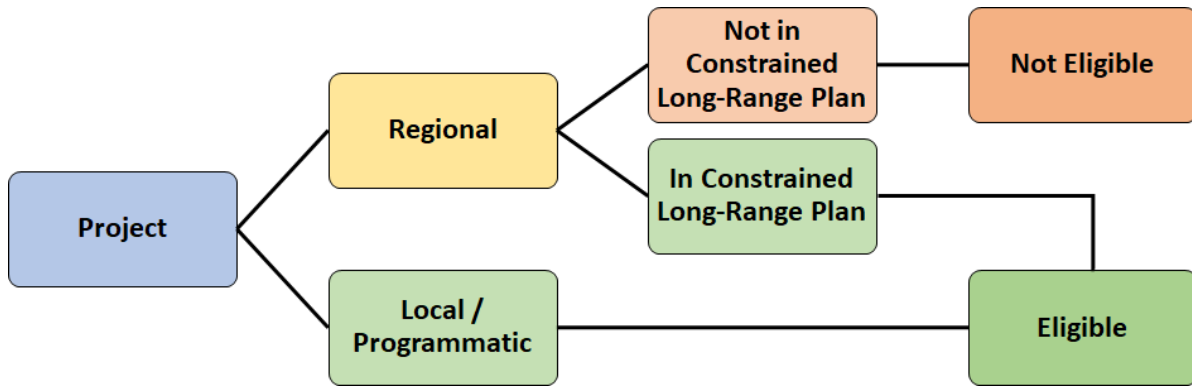 Not in
Constrained
Long-Range Plan
Not Eligible
Regional
In Constrained
Long-Range Plan
Project
Local /
Programmatic
Eligible